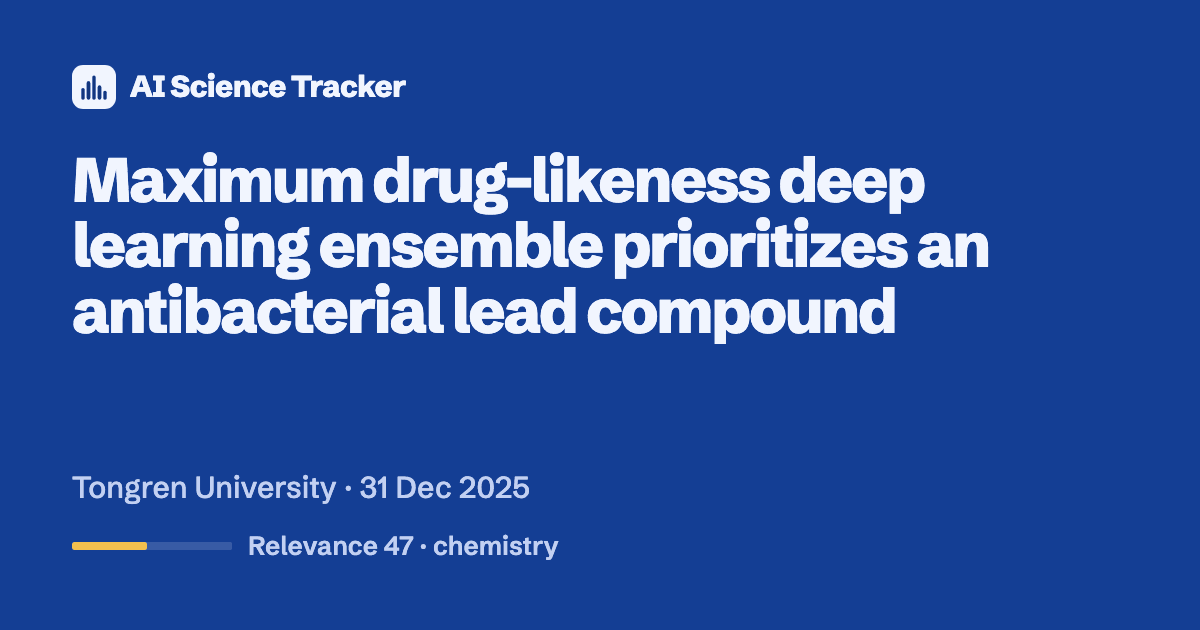 AI Science Tracker
Maximum drug-likeness deep
learning ensemble prioritizes an
antibacterial lead compound
Tongren University · 31 Dec 2025
Relevance 47 · chemistry